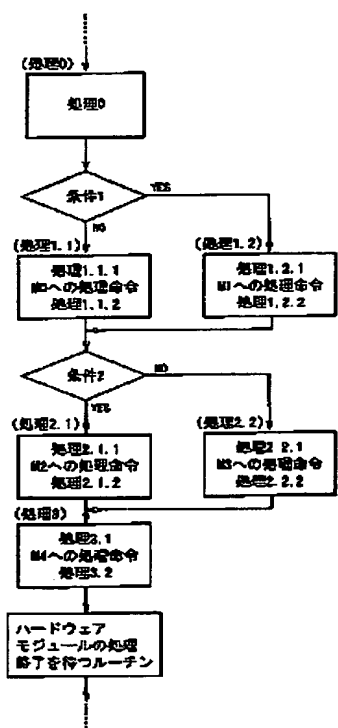 (処理0)
処理0
条件1
YES
NO
(処理1.1)
処理1.1.1
M0への処理命令
処理1.1.2
(処理1.2)
処理1.2.1
M1への処理命令
処理1.2.2
条件2
NO
YES
(処理2.1)
処理2.1.1
M2への処理命令
処理2.1.2
(処理2.2)
処理2.2.1
M3への処理命令
処理2.2.2
(処理3)
処理3.1
M4への処理命令
処理3.2
ハードウェア
モジュールの処理
終了を待つルーチン